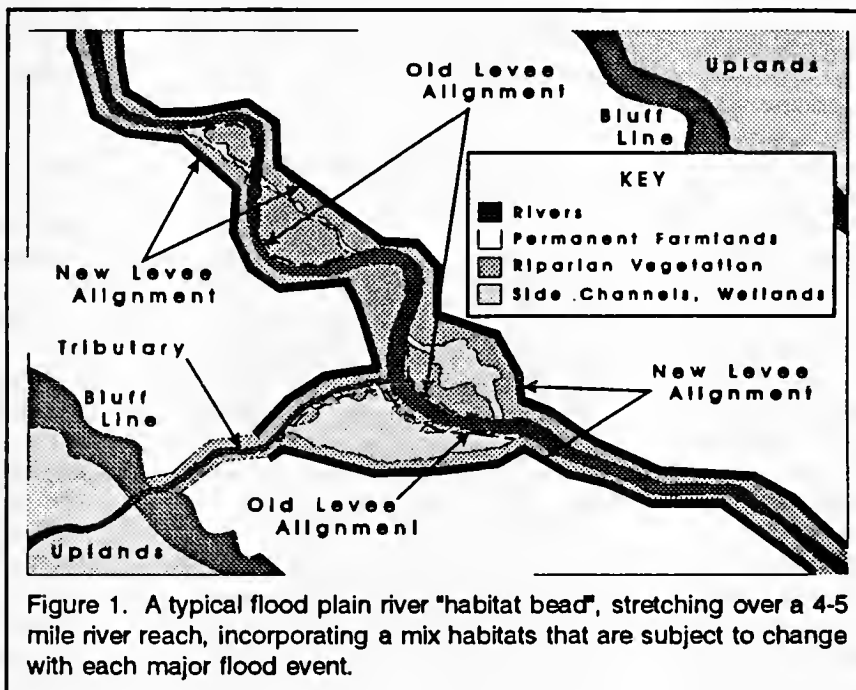 Old Levee
Alignment
Uplands
Bluff
Line
KEY
Rivers
Permanent Farmlands
Riparian Vegetation
Side Channels, Wetlands
New Levee
Alignment
Tributary
Bluff
Line
New Levee
Alignment
Old Levee
Alignment
Uplands
Figure 1. A typical flood plain river "habitat bead", stretching over a 4-5
mile river reach, incorporating a mix habitats that are subject to change
with each major flood event.